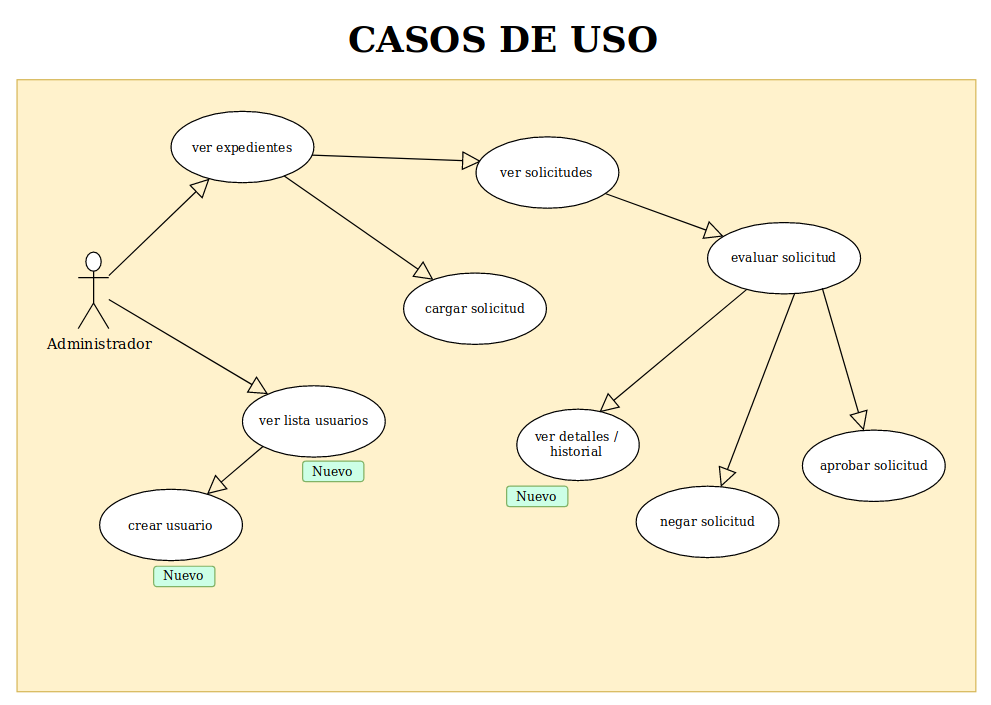 CASOS DE USO
ver expedientes
ver solicitudes
evaluar solicitud
cargar solicitud
Administrador
ver lista usuarios
Nuevo
ver detalles /
historial
Nuevo
aprobar solicitud
negar solicitud
crear usuario
Nuevo